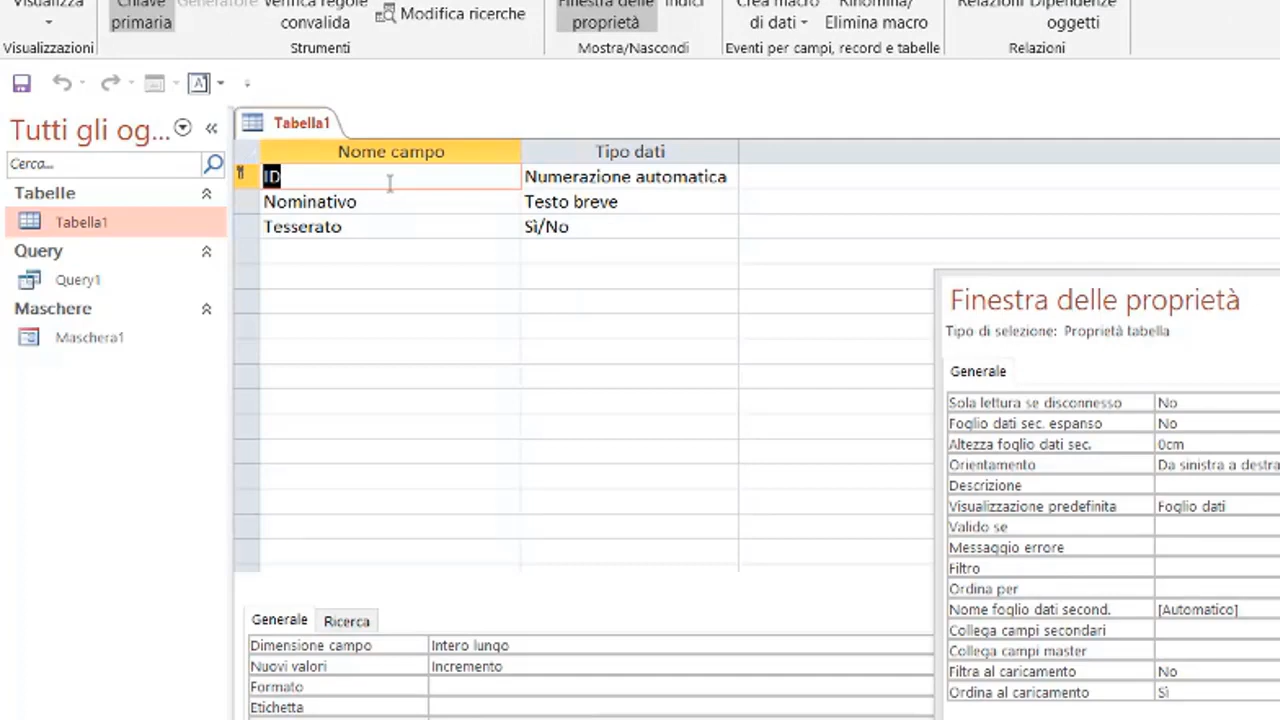 Visualizza Chiave Generatore Verifica regole Finestra delle Indici Crea macro Rinomina/ Relazioni Dipendenze
primaria convalida Modifica ricerche proprietà di dati Elimina macro oggetti
Visualizzazioni Strumenti Mostra/Nascondi Eventi per campi, record e tabelle Relazioni
Tutti gli og...
Cerca...
Tabelle
Tabella1
Query
Query1
Maschere
Maschera1
Tabella1
Nome campo Tipo dati
ID Numerazione automatica
Nominativo Testo breve
Tesserato Sì/No
Generale Ricerca
Dimensione campo Intero lungo
Nuovi valori Incremento
Formato
Etichetta
Finestra delle proprietà
Tipo di selezione: Proprietà tabella
Generale
Sola lettura se disconnesso No
Foglio dati sec. espanso No
Altezza foglio dati sec. 0cm
Orientamento Da sinistra a destra
Descrizione
Visualizzazione predefinita Foglio dati
Valido se
Messaggio errore
Filtro
Ordina per
Nome foglio dati second. [Automatico]
Collega campi secondari
Collega campi master
Filtra al caricamento No
Ordina al caricamento Sì